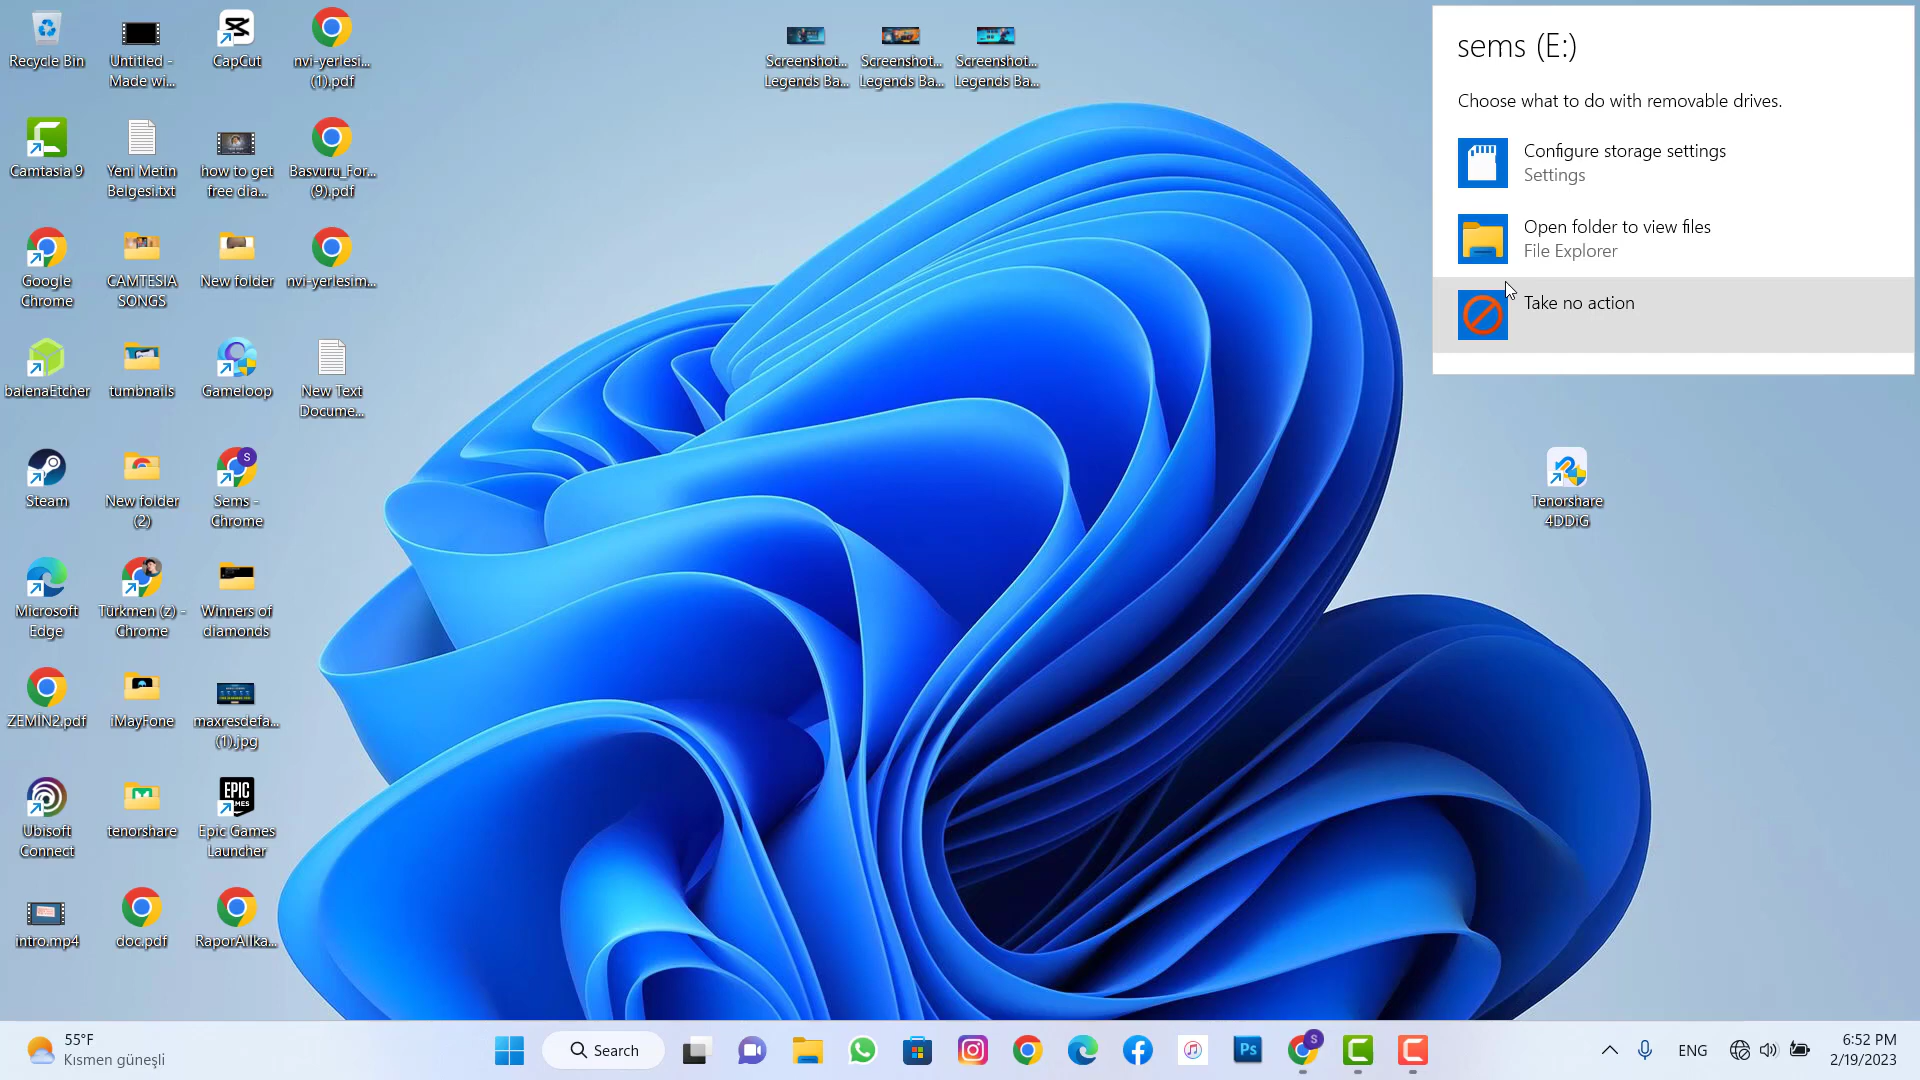 Recycle Bin
Untitled -
Made wi...
CapCut
nvi-yerlesi...
(1).pdf
Screenshot...
Legends Ba...
Screenshot...
Legends Ba...
Screenshot...
Legends Ba...
sems (E:)
Choose what to do with removable drives.
Configure storage settings
Settings
Open folder to view files
File Explorer
Take no action
Camtasia 9
Yeni Metin
Belgesi.txt
how to get
free dia...
Basvuru_For...
(9).pdf
Google
Chrome
CAMTESIA
SONGS
New folder
nvi-yerlesim...
balenaEtcher
tumbnails
Gameloop
New Text
Docume...
Steam
New folder
(2)
S
Sems -
Chrome
Tenorshare
4DDiG
Microsoft
Edge
Türkmen (z) -
Chrome
Winners of
diamonds
ZEMİN2.pdf
iMayFone
maxresdefa...
(1).jpg
Ubisoft
Connect
tenorshare
EPIC
GAMES
Epic Games
Launcher
intro.mp4
doc.pdf
RaporAllka...
55°F
Kısmen güneşli
Search
Ps
S
ENG
6:52 PM
2/19/2023